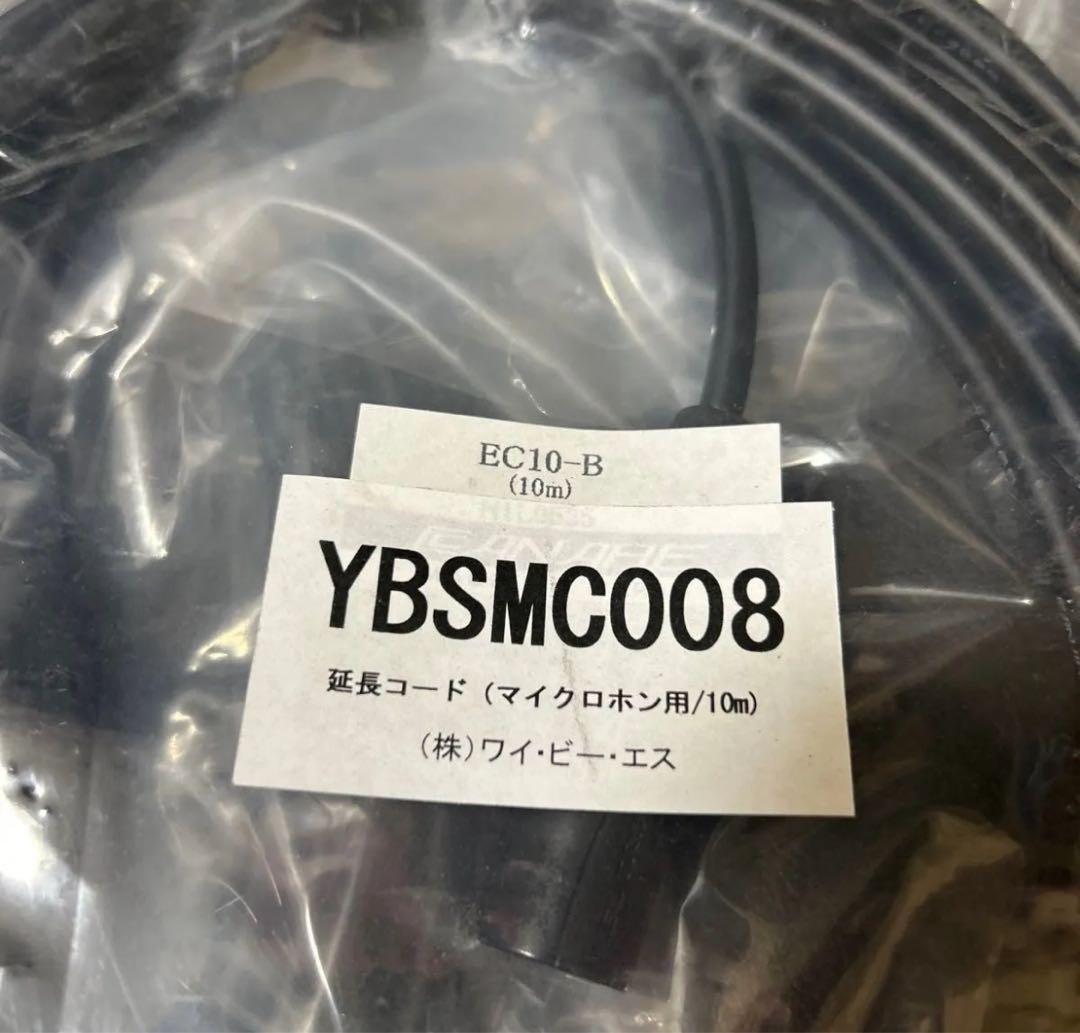 EC10-B
(10m)
CANARE
YBSMC008
延長コード(マイクロホン用/10m)
(株)ワイ・ビー・エス